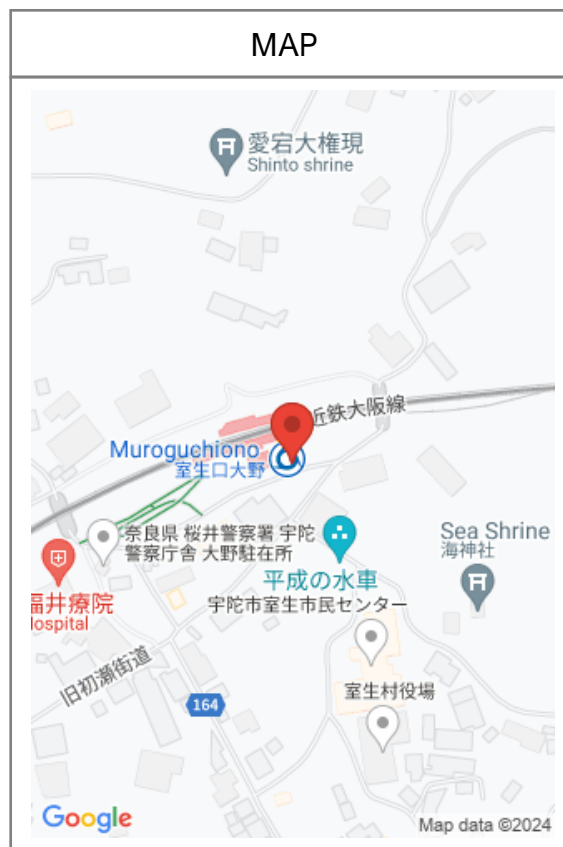 MAP
愛宕大権現
Shinto shrine
近鉄大阪線
Muroguchiono
室生口大野
奈良県 桜井警察署 宇陀
警察庁舎 大野駐在所
Sea Shrine
海神社
福井療院
Hospital
平成の水車
宇陀市室生市民センター
旧初瀬街道
室生村役場
164
Google
Map data ©2024